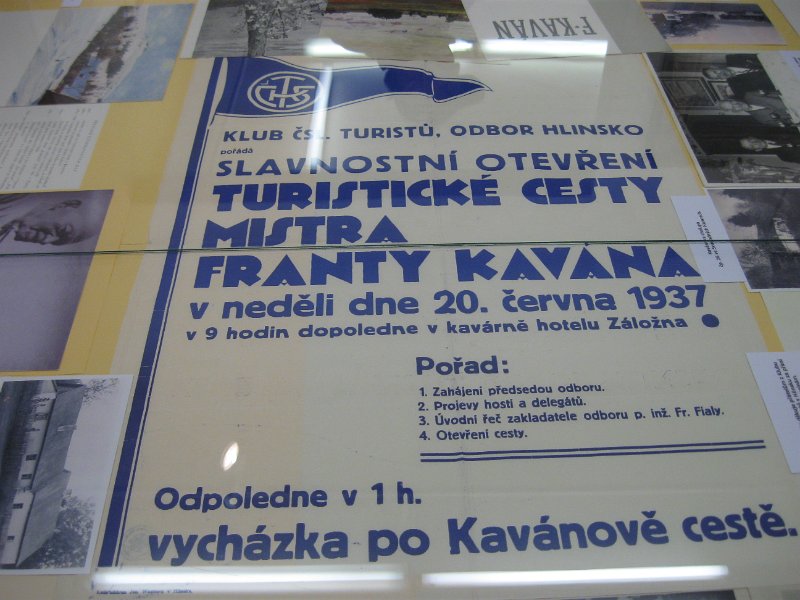 F. KAVÁN
KTČS
KLUB ČSL. TURISTŮ, ODBOR HLINSKO
pořádá
SLAVNOSTNÍ OTEVŘENÍ
TURISTICKÉ CESTY
MISTRA
FRANTY KAVÁNA
v neděli dne 20. června 1937
v 9 hodin dopoledne v kavárně hotelu Záložna
Pořad:
1. Zahájení předsedou odboru.
2. Projevy hostí a delegátů.
3. Úvodní řeč zakladatele odboru p. inž. Fr. Fialy.
4. Otevření cesty.
Odpoledne v 1 h.
vycházka po Kavánově cestě.